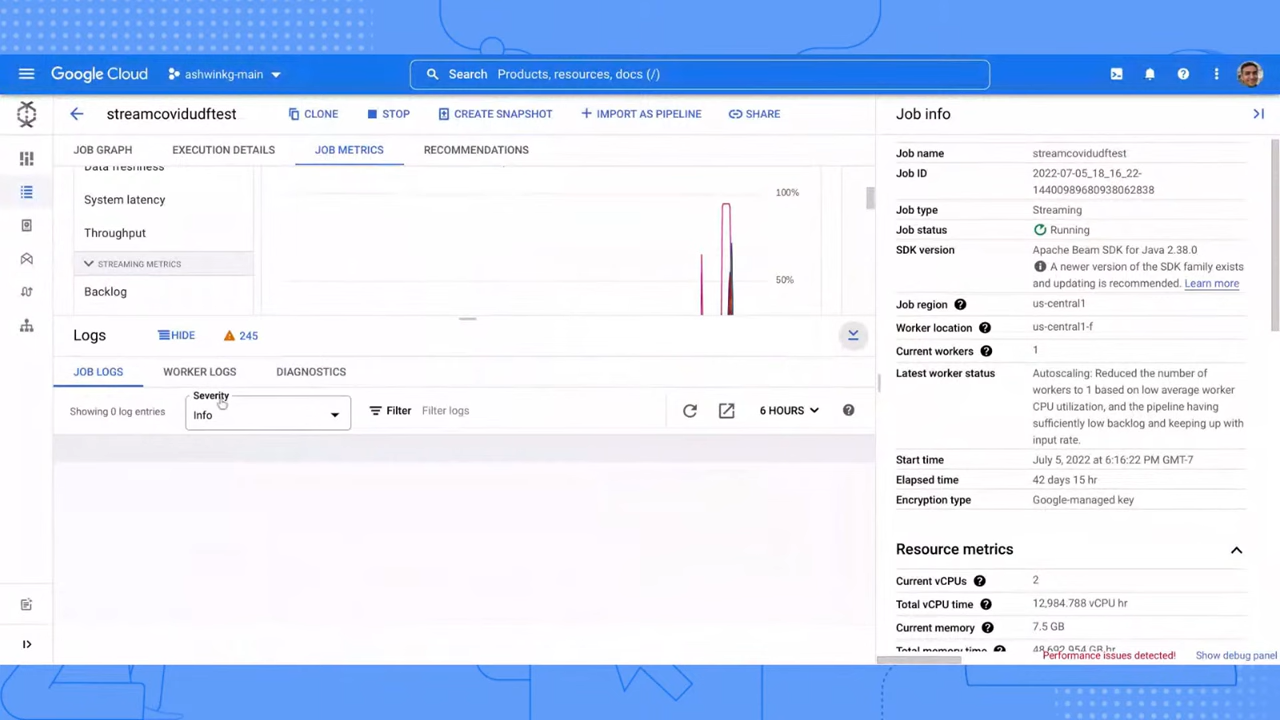 Google Cloud
ashwinkg-main
Search Products, resources, docs (/)
streamcovidudftest
CLONE
STOP
CREATE SNAPSHOT
IMPORT AS PIPELINE
SHARE
JOB GRAPH
EXECUTION DETAILS
JOB METRICS
RECOMMENDATIONS
Data freshness
System latency
Throughput
STREAMING METRICS
Backlog
100%
50%
Logs
HIDE
245
JOB LOGS
WORKER LOGS
DIAGNOSTICS
Showing 0 log entries
Severity
Info
Filter
Filter logs
6 HOURS
Job info
Job name streamcovidudftest
Job ID 2022-07-05_18_16_22-
14400989680938062838
Job type Streaming
Job status Running
SDK version Apache Beam SDK for Java 2.38.0
A newer version of the SDK family exists
and updating is recommended. Learn more
Job region us-central1
Worker location us-central1-f
Current workers 1
Latest worker status Autoscaling: Reduced the number of
workers to 1 based on low average worker
CPU utilization, and the pipeline having
sufficiently low backlog and keeping up with
input rate.
Start time July 5, 2022 at 6:16:22 PM GMT-7
Elapsed time 42 days 15 hr
Encryption type Google-managed key
Resource metrics
Current vCPUs 2
Total vCPU time 12,984.788 vCPU hr
Current memory 7.5 GB
Total memory time 48,692.954 GB hr
Performance issues detected! Show debug panel